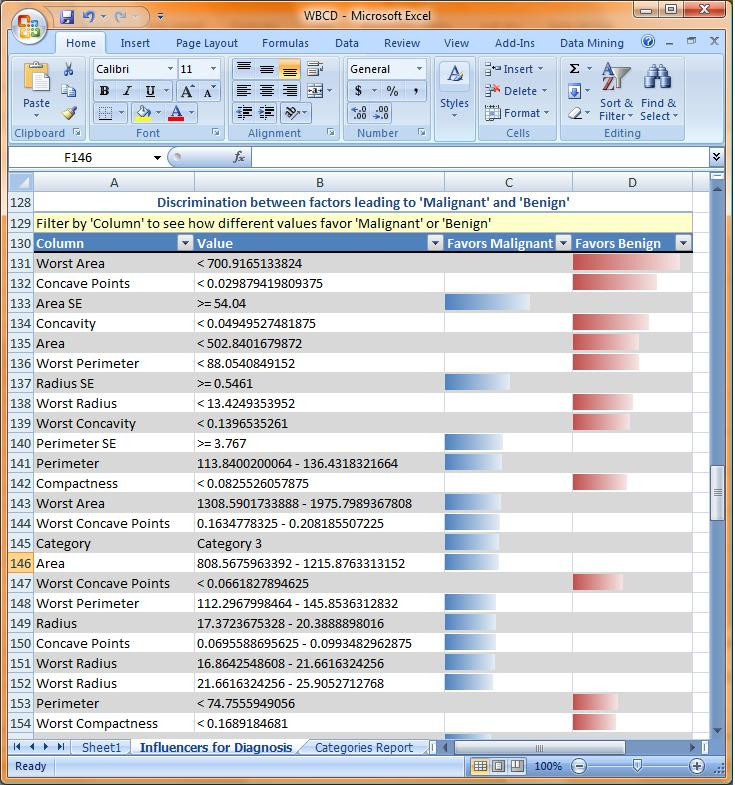 WBCD - Microsoft Excel
Home Insert Page Layout Formulas Data Review View Add-Ins Data Mining
Paste Calibri 11 General Styles Insert Σ Sort & Filter Find & Select
B I U A A $ % , Delete
A Format
Clipboard Font Alignment Number Cells Editing
F146 fx
A B C D
128 Discrimination between factors leading to 'Malignant' and 'Benign'
129 Filter by 'Column' to see how different values favor 'Malignant' or 'Benign'
130 Column Value Favors Malignant Favors Benign
131 Worst Area < 700.9165133824
132 Concave Points < 0.029879419809375
133 Area SE >= 54.04
134 Concavity < 0.04949527481875
135 Area < 502.8401679872
136 Worst Perimeter < 88.0540849152
137 Radius SE >= 0.5461
138 Worst Radius < 13.4249353952
139 Worst Concavity < 0.1396535261
140 Perimeter SE >= 3.767
141 Perimeter 113.8400200064 - 136.4318321664
142 Compactness < 0.0825526057875
143 Worst Area 1308.5901733888 - 1975.7989367808
144 Worst Concave Points 0.1634778325 - 0.208185507225
145 Category Category 3
146 Area 808.5675963392 - 1215.8763313152
147 Worst Concave Points < 0.0661827894625
148 Worst Perimeter 112.2967998464 - 145.8536312832
149 Radius 17.3723675328 - 20.3888898016
150 Concave Points 0.0695588695625 - 0.0993482962875
151 Worst Radius 16.8642548608 - 21.6616324256
152 Worst Radius 21.6616324256 - 25.9052712768
153 Perimeter < 74.7555949056
154 Worst Compactness < 0.1689184681
Sheet1 Influencers for Diagnosis Categories Report
Ready 100%